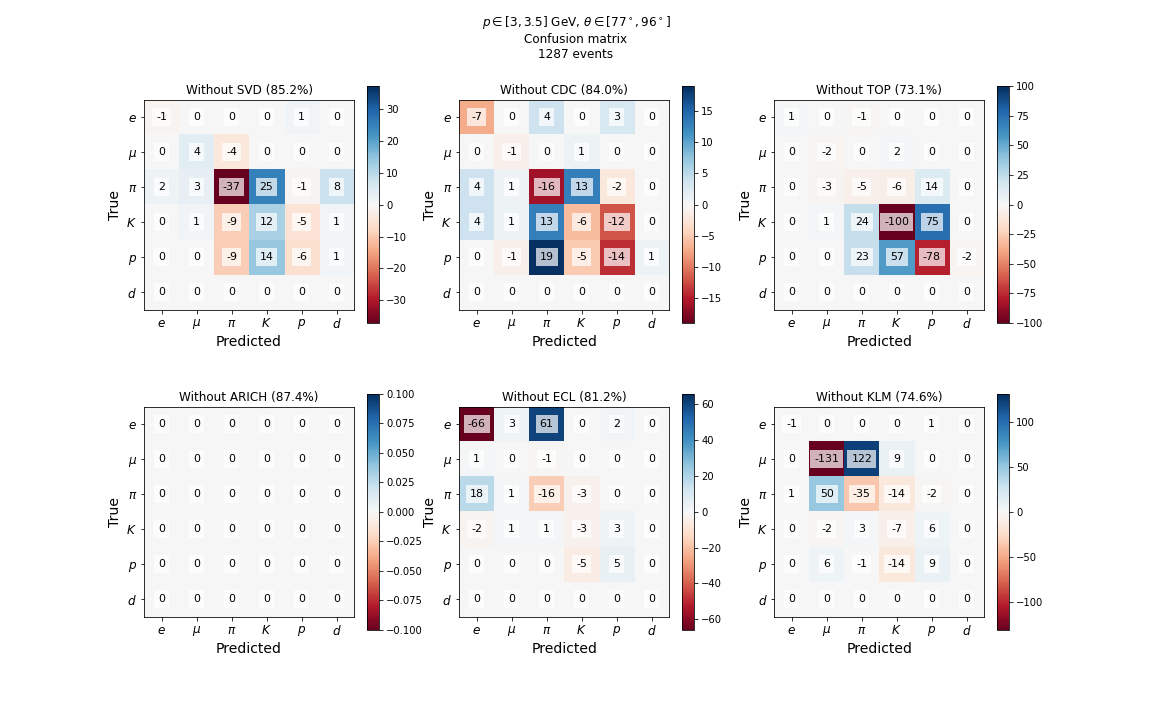 p ∈ [3, 3.5] GeV, θ ∈ [77°, 96°]
Confusion matrix
1287 events
Without SVD (85.2%)
True
e -1 0 0 0 1 0
μ 0 4 -4 0 0 0
π 2 3 -37 25 -1 8
K 0 1 -9 12 -5 1
p 0 0 -9 14 -6 1
d 0 0 0 0 0 0
e μ π K p d
Predicted
30
20
10
0
−10
−20
−30
Without CDC (84.0%)
True
e -7 0 4 0 3 0
μ 0 -1 0 1 0 0
π 4 1 -16 13 -2 0
K 4 1 13 -6 -12 0
p 0 -1 19 -5 -14 1
d 0 0 0 0 0 0
e μ π K p d
Predicted
15
10
5
0
−5
−10
−15
Without TOP (73.1%)
True
e 1 0 -1 0 0 0
μ 0 -2 0 2 0 0
π 0 -3 -5 -6 14 0
K 0 1 24 -100 75 0
p 0 0 23 57 -78 -2
d 0 0 0 0 0 0
e μ π K p d
Predicted
100
75
50
25
0
−25
−50
−75
−100
Without ARICH (87.4%)
True
e 0 0 0 0 0 0
μ 0 0 0 0 0 0
π 0 0 0 0 0 0
K 0 0 0 0 0 0
p 0 0 0 0 0 0
d 0 0 0 0 0 0
e μ π K p d
Predicted
0.100
0.075
0.050
0.025
0.000
−0.025
−0.050
−0.075
−0.100
Without ECL (81.2%)
True
e -66 3 61 0 2 0
μ 1 0 -1 0 0 0
π 18 1 -16 -3 0 0
K -2 1 1 -3 3 0
p 0 0 0 -5 5 0
d 0 0 0 0 0 0
e μ π K p d
Predicted
60
40
20
0
−20
−40
−60
Without KLM (74.6%)
True
e -1 0 0 0 1 0
μ 0 -131 122 9 0 0
π 1 50 -35 -14 -2 0
K 0 -2 3 -7 6 0
p 0 6 -1 -14 9 0
d 0 0 0 0 0 0
e μ π K p d
Predicted
100
50
0
−50
−100